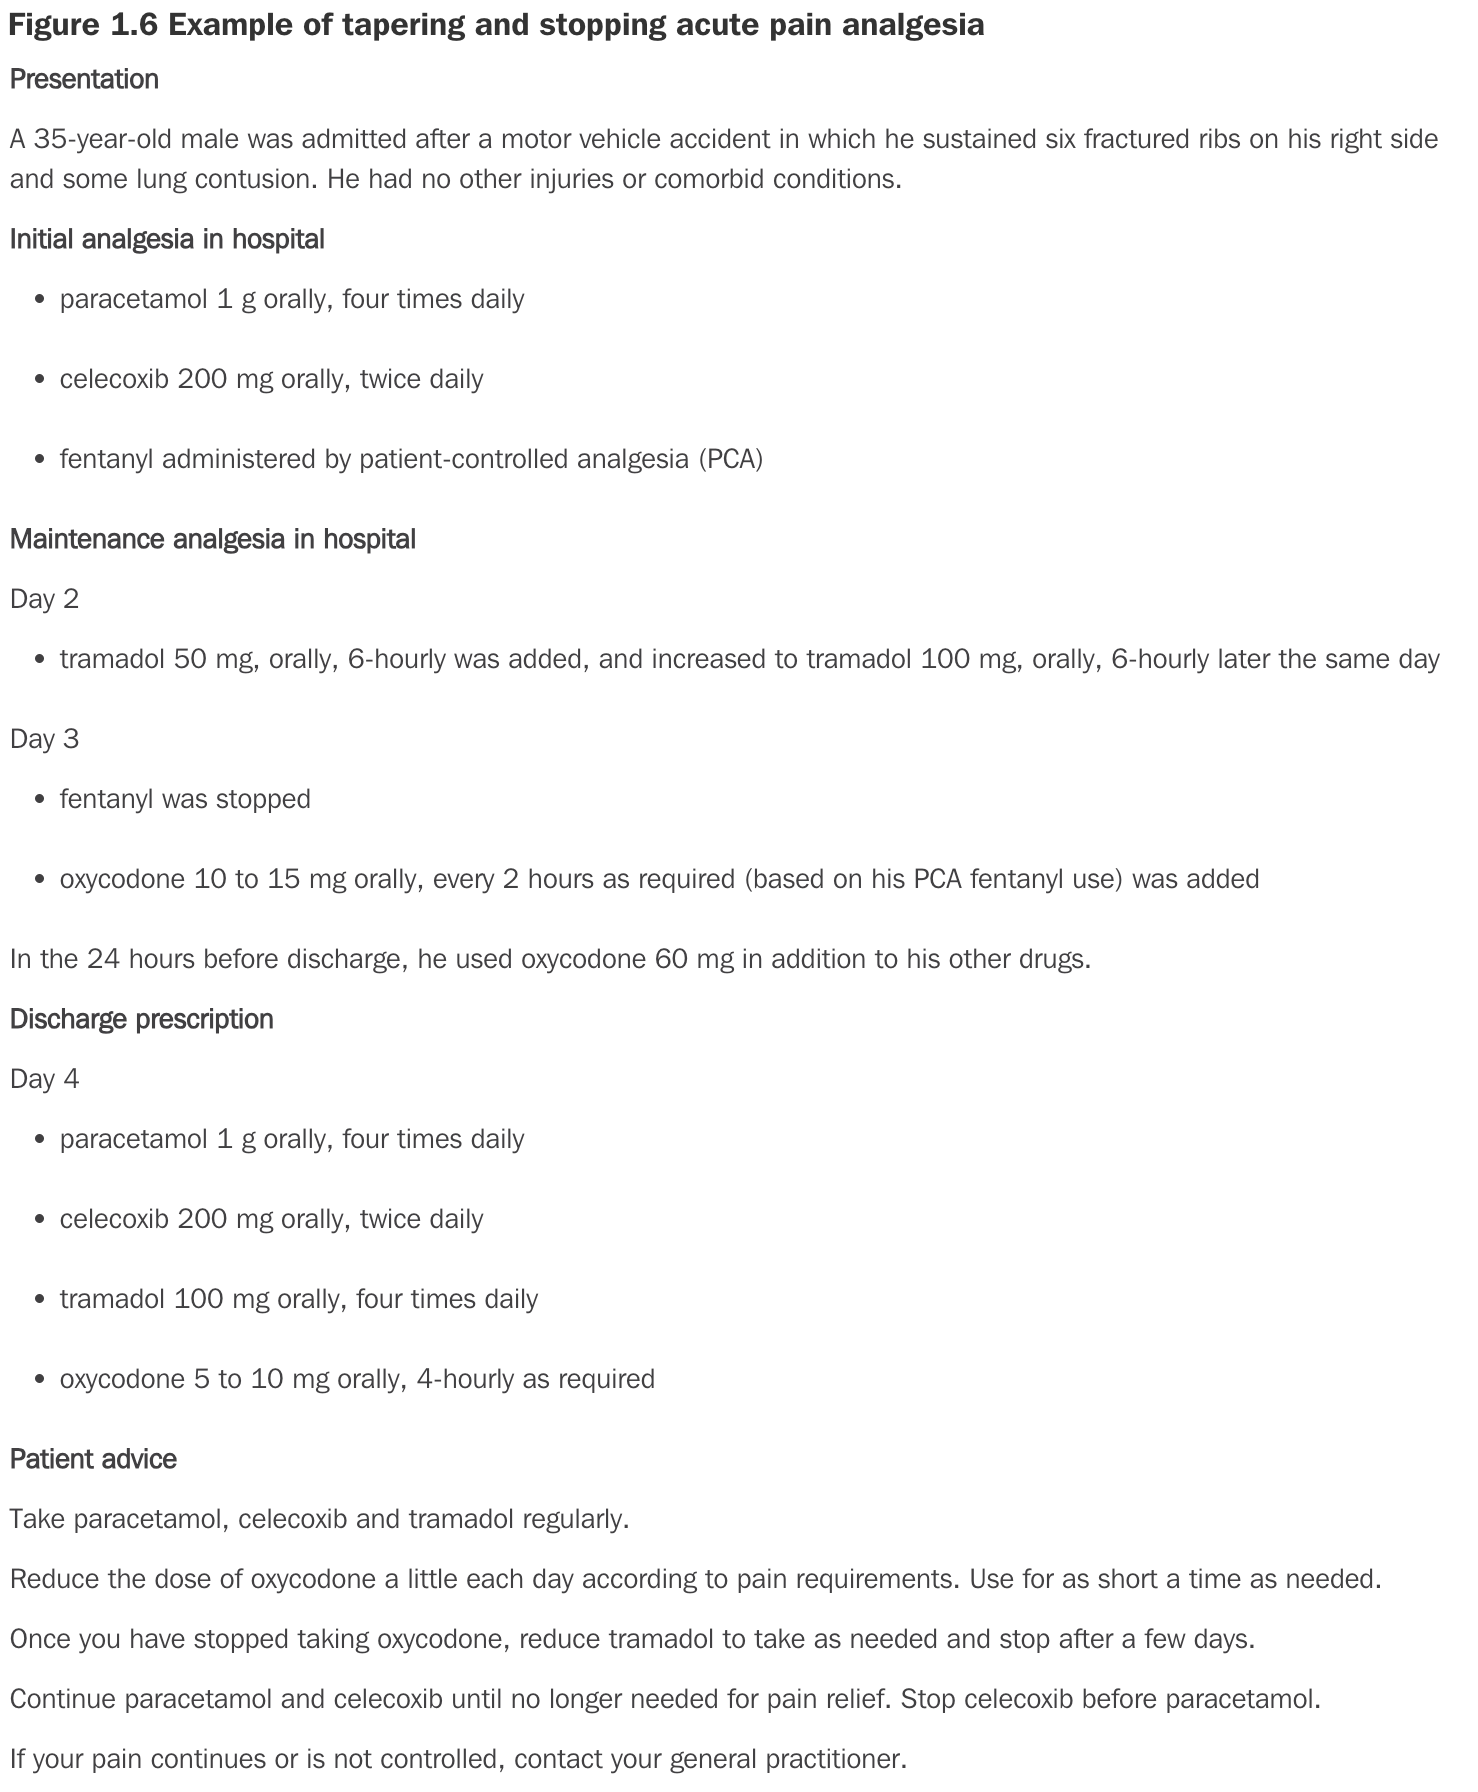 Figure 1.6 Example of tapering and stopping acute pain analgesia
Presentation
A 35-year-old male was admitted after a motor vehicle accident in which he sustained six fractured ribs on his right side
and some lung contusion. He had no other injuries or comorbid conditions.
Initial analgesia in hospital
• paracetamol 1 g orally, four times daily
• celecoxib 200 mg orally, twice daily
• fentanyl administered by patient-controlled analgesia (PCA)
Maintenance analgesia in hospital
Day 2
• tramadol 50 mg, orally, 6-hourly was added, and increased to tramadol 100 mg, orally, 6-hourly later the same day
Day 3
• fentanyl was stopped
• oxycodone 10 to 15 mg orally, every 2 hours as required (based on his PCA fentanyl use) was added
In the 24 hours before discharge, he used oxycodone 60 mg in addition to his other drugs.
Discharge prescription
Day 4
• paracetamol 1 g orally, four times daily
• celecoxib 200 mg orally, twice daily
• tramadol 100 mg orally, four times daily
• oxycodone 5 to 10 mg orally, 4-hourly as required
Patient advice
Take paracetamol, celecoxib and tramadol regularly.
Reduce the dose of oxycodone a little each day according to pain requirements. Use for as short a time as needed.
Once you have stopped taking oxycodone, reduce tramadol to take as needed and stop after a few days.
Continue paracetamol and celecoxib until no longer needed for pain relief. Stop celecoxib before paracetamol.
If your pain continues or is not controlled, contact your general practitioner.